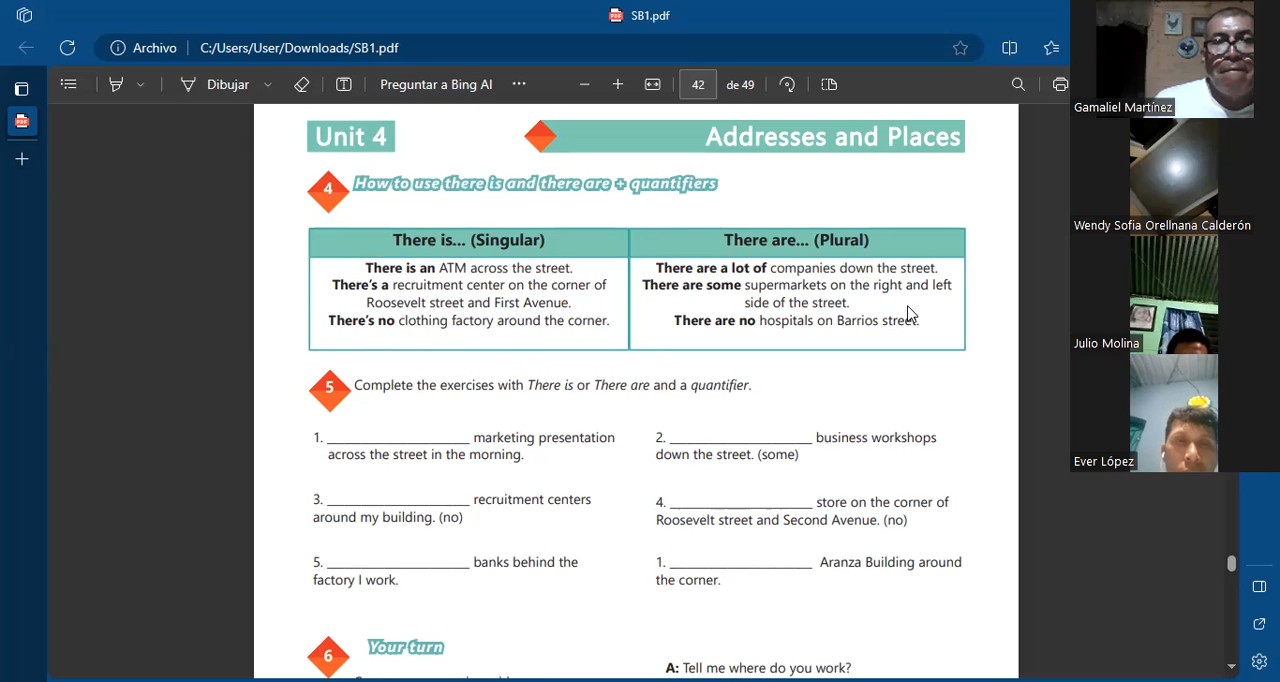 SB1.pdf
Archivo
C:/Users/User/Downloads/SB1.pdf
Dibujar
Preguntar a Bing AI
42
de 49
Unit 4
Addresses and Places
4
How to use there is and there are + quantifiers
There is... (Singular)
There is an ATM across the street.
There's a recruitment center on the corner of
Roosevelt street and First Avenue.
There's no clothing factory around the corner.
There are... (Plural)
There are a lot of companies down the street.
There are some supermarkets on the right and left
side of the street.
There are no hospitals on Barrios street.
5
Complete the exercises with There is or There are and a quantifier.
1. ____________________ marketing presentation
across the street in the morning.
2. ____________________ business workshops
down the street. (some)
3. ____________________ recruitment centers
around my building. (no)
4. ____________________ store on the corner of
Roosevelt street and Second Avenue. (no)
5. ____________________ banks behind the
factory I work.
1. ____________________ Aranza Building around
the corner.
6
Your turn
A: Tell me where do you work?
Gamaliel Martínez
Wendy Sofia Orellnana Calderón
Julio Molina
Ever López